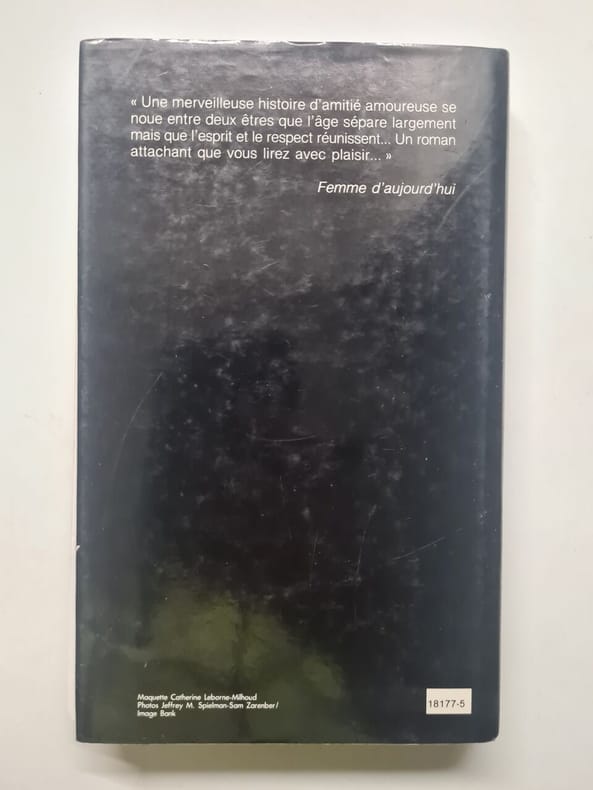 « Une merveilleuse histoire d'amitié amoureuse se
noue entre deux êtres que l'âge sépare largement
mais que l'esprit et le respect réunissent... Un roman
attachant que vous lirez avec plaisir... »
Femme d'aujourd'hui
Maquette Catherine Leborne-Milhoud
Photos Jeffrey M. Spielman-Sam Zarenber/
Image Bank
18177-5